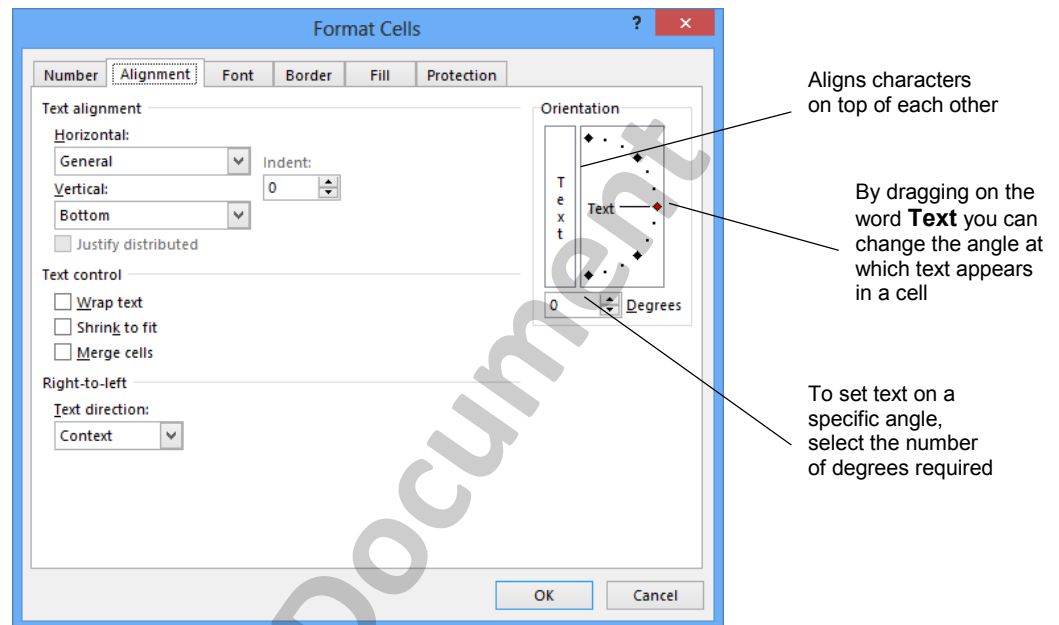 Format Cells
? ×
Number Alignment Font Border Fill Protection
Text alignment
Horizontal:
General
Indent:
0
Vertical:
Bottom
Justify distributed
Text control
Wrap text
Shrink to fit
Merge cells
Right-to-left
Text direction:
Context
Orientation
T
e
x
t
Text
0 Degrees
OK Cancel
Aligns characters
on top of each other
By dragging on the
word Text you can
change the angle at
which text appears
in a cell
To set text on a
specific angle,
select the number
of degrees required
Document